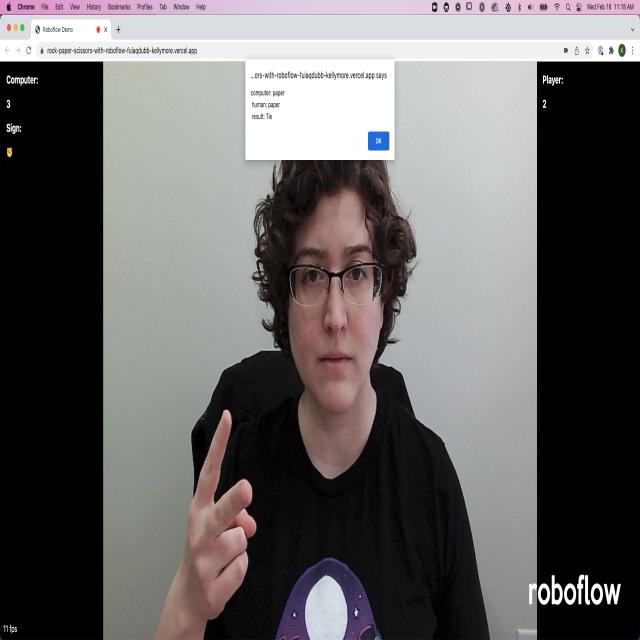 Chrome File Edit View History Bookmarks Profiles Tab Window Help
Wed Feb 16 11:18 AM
Roboflow Demo
rock-paper-scissors-with-roboflow-fuiaqdubb-kellymore.vercel.app
...ors-with-roboflow-fuiaqdubb-kellymore.vercel.app says
computer: paper
human: paper
result: Tie
OK
Computer:
3
Sign:
Player:
2
roboflow
11 fps